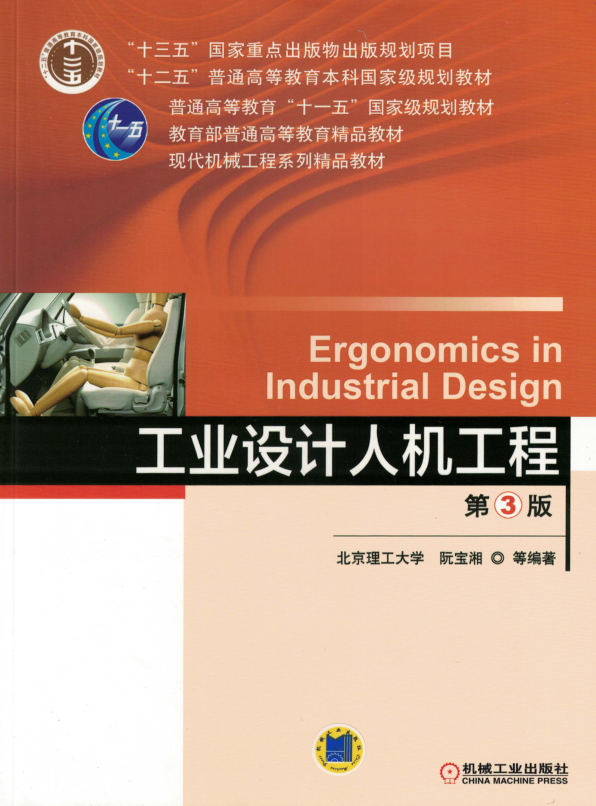 “十三五”国家重点出版物出版规划项目
“十二五”普通高等教育本科国家级规划教材
普通高等教育“十一五”国家级规划教材
教育部普通高等教育精品教材
现代机械工程系列精品教材
十一五
Ergonomics in
Industrial Design
工业设计人机工程
第3版
北京理工大学 阮宝湘 ◎ 等编著
机械工业出版社
CHINA MACHINE PRESS